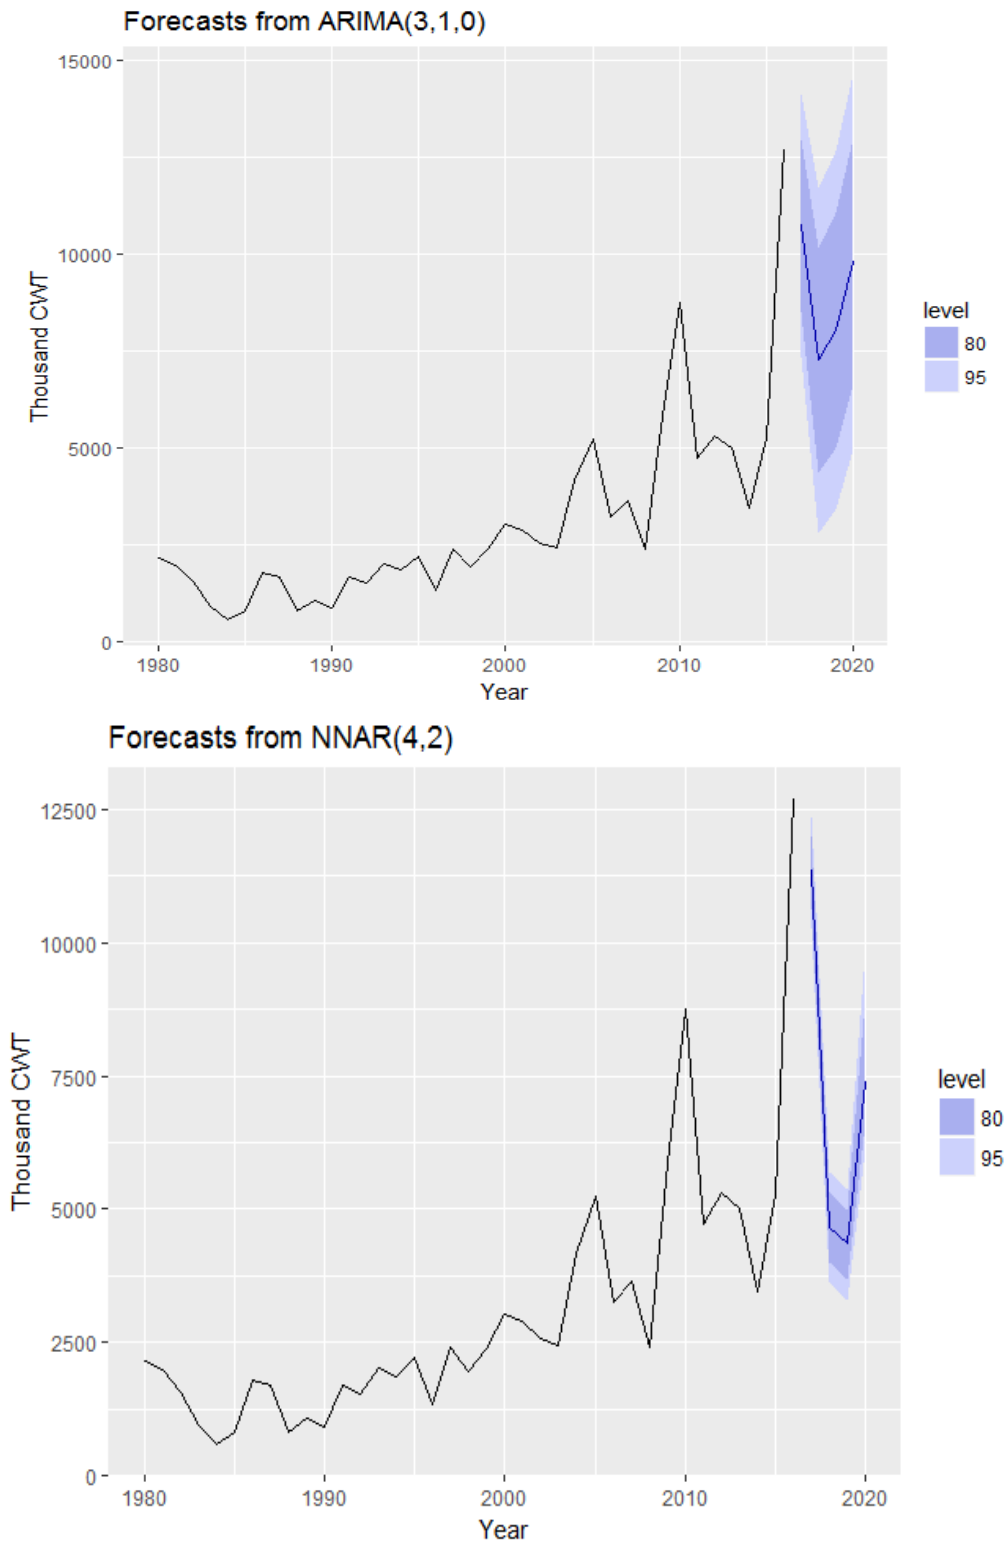 Forecasts from ARIMA(3,1,0)
15000
10000
5000
0
Thousand CWT
1980 1990 2000 2010 2020
Year
level
80
95
Forecasts from NNAR(4,2)
12500
10000
7500
5000
2500
0
Thousand CWT
1980 1990 2000 2010 2020
Year
level
80
95